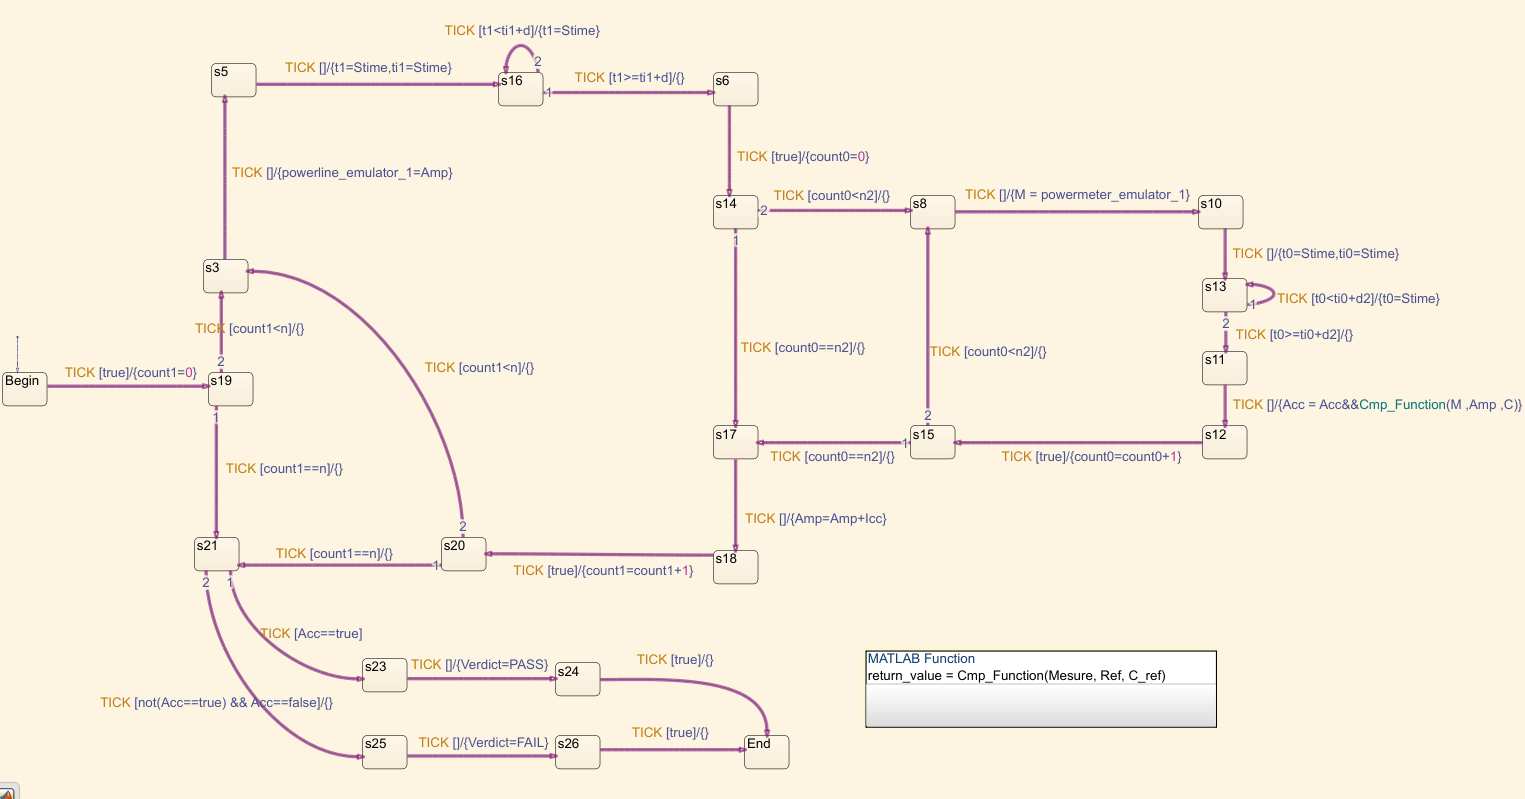 TICK [t1<ti1+d]/{t1=Stime}
s5
TICK []/{t1=Stime,ti1=Stime}
2
s16
1
TICK [t1>=ti1+d]/{}
s6
TICK [true]/{count0=0}
TICK []/{powerline_emulator_1=Amp}
s14
2
1
TICK [count0<n2]/{}
s8
TICK []/{M = powermeter_emulator_1}
s10
TICK []/{t0=Stime,ti0=Stime}
s3
s13
1
TICK [t0<ti0+d2]/{t0=Stime}
2
TICK [t0>=ti0+d2]/{}
TICK [count1<n]/{}
TICK [count0==n2]/{}
TICK [count0<n2]/{}
s11
2
TICK [count1<n]/{}
Begin
TICK [true]/{count1=0}
s19
1
TICK []/{Acc = Acc&&Cmp_Function(M ,Amp ,C)}
2
s17
s15
1
s12
TICK [count0==n2]/{}
TICK [true]/{count0=count0+1}
TICK [count1==n]/{}
TICK []/{Amp=Amp+Icc}
2
s21
TICK [count1==n]/{}
s20
1
s18
TICK [true]/{count1=count1+1}
2
1
TICK [Acc==true]
s23
TICK []/{Verdict=PASS}
s24
TICK [true]/{}
MATLAB Function
return_value = Cmp_Function(Mesure, Ref, C_ref)
TICK [not(Acc==true) && Acc==false]/{}
s25
TICK []/{Verdict=FAIL}
s26
TICK [true]/{}
End